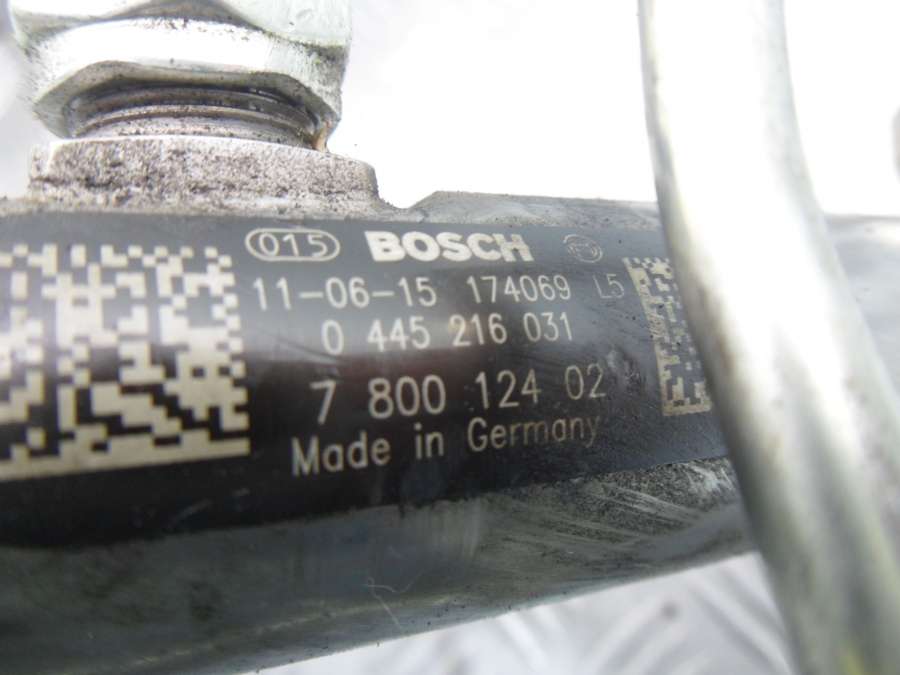 015 BOSCH
11-06-15 174069 L5
0 445 216 031
7 800 124 02
Made in Germany